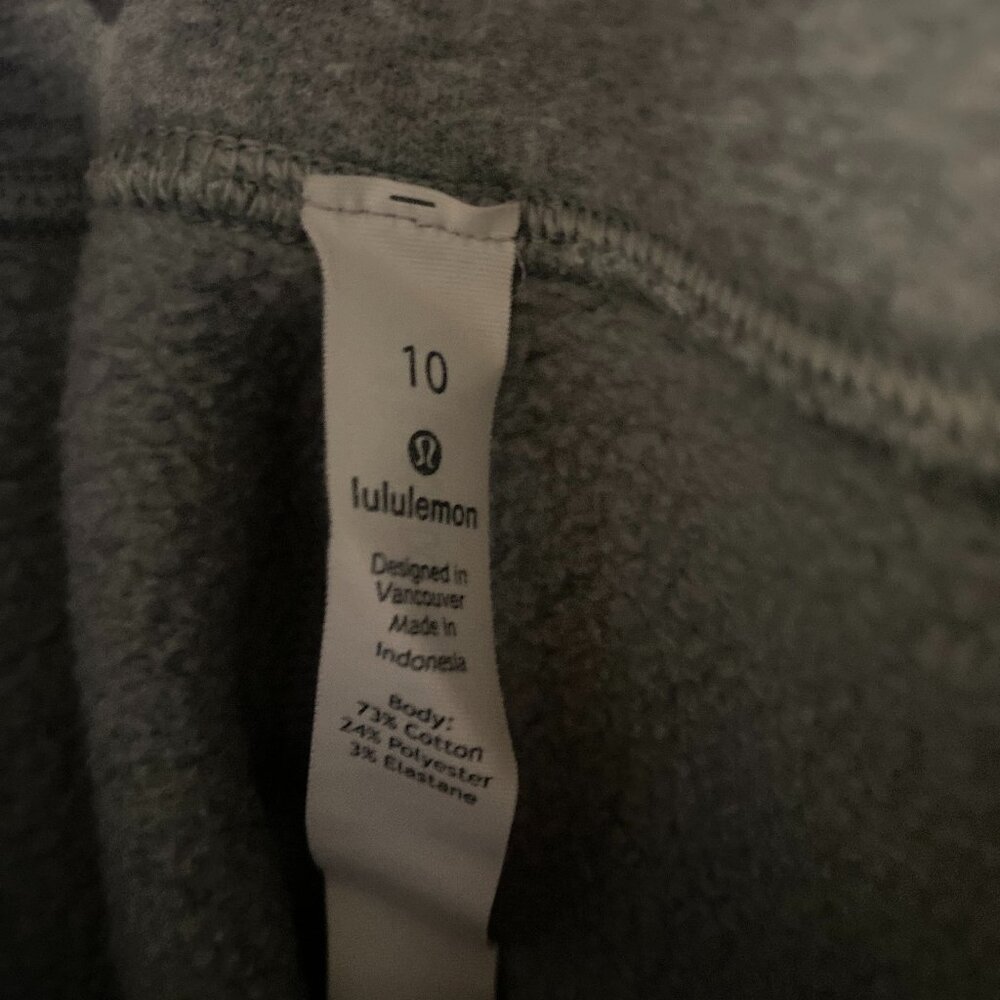 10
lululemon
Designed in
Vancouver
Made in
Indonesia
Body:
73% Cotton
24% Polyester
3% Elastane